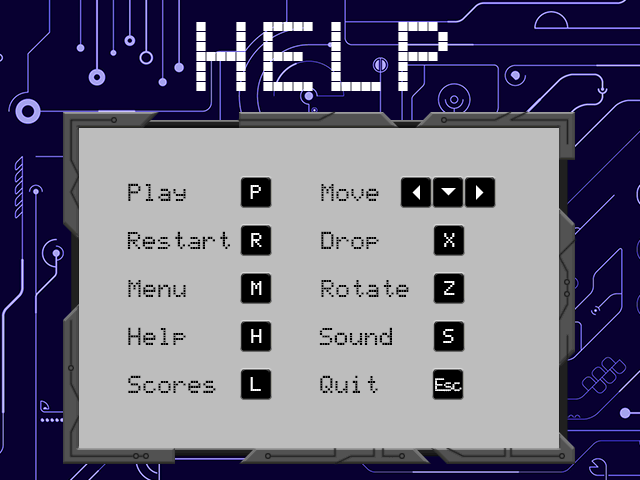 HELP
Play P Move
Restart R Drop X
Menu M Rotate Z
Help H Sound S
Scores L Quit Esc